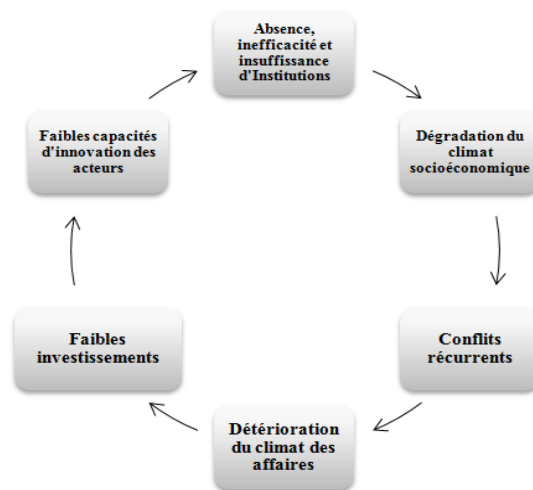 Absence,
inefficacité et
insuffissance
d'Institutions
Dégradation du
climat
socioéconomique
Conflits
récurrents
Détérioration
du climat des
affaires
Faibles
investissements
Faibles capacités
d'innovation des
acteurs